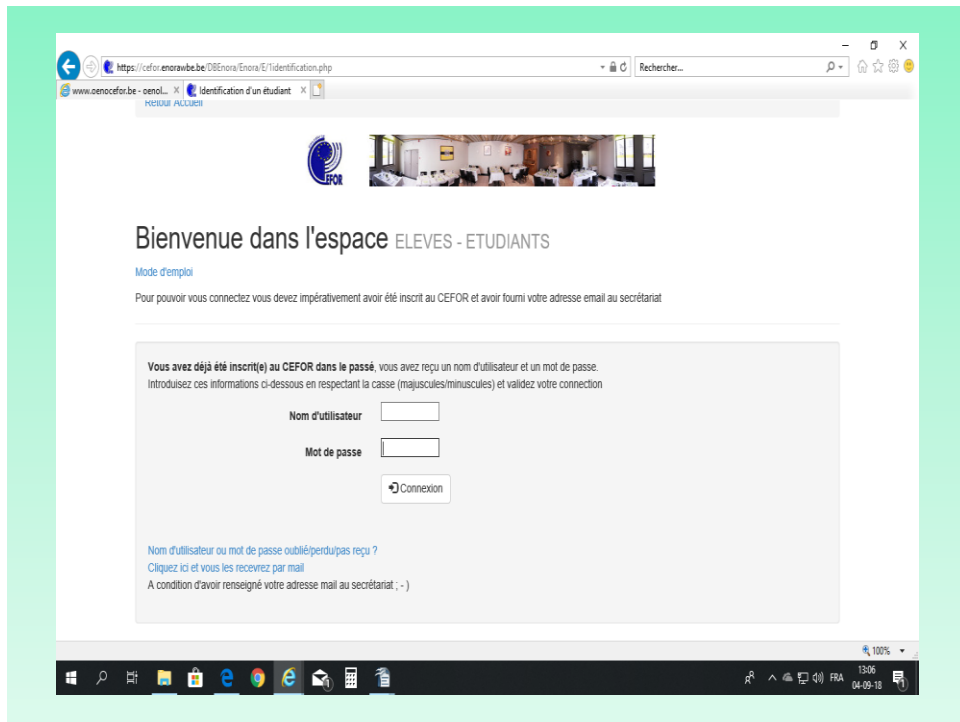 https://cefor.enorawbe.be/DBEnora/Enora/E/1identification.php
Rechercher...
www.oenocefor.be - oenol...
Identification d'un étudiant
Retour Accueil
EFOR
Bienvenue dans l'espace ELEVES - ETUDIANTS
Mode d'emploi
Pour pouvoir vous connectez vous devez impérativement avoir été inscrit au CEFOR et avoir fourni votre adresse email au secrétariat
Vous avez déjà été inscrit(e) au CEFOR dans le passé, vous avez reçu un nom d'utilisateur et un mot de passe.
Introduisez ces informations ci-dessous en respectant la casse (majuscules/minuscules) et validez votre connection
Nom d'utilisateur
Mot de passe
Connexion
Nom d'utilisateur ou mot de passe oublié/perdu/pas reçu ?
Cliquez ici et vous les recevrez par mail
A condition d'avoir renseigné votre adresse mail au secrétariat ; - )
100%
FRA
13:06
04-09-18